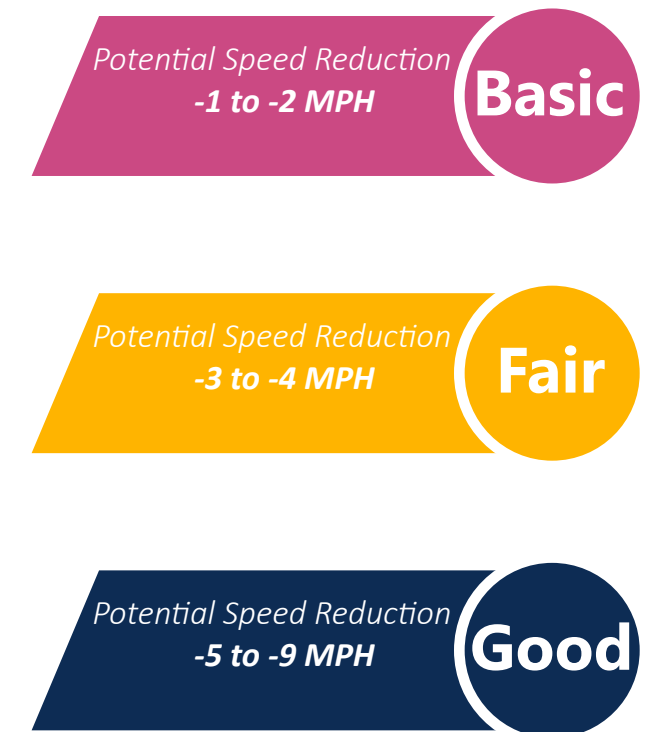 Potential Speed Reduction
-1 to -2 MPH
Basic
Potential Speed Reduction
-3 to -4 MPH
Fair
Potential Speed Reduction
-5 to -9 MPH
Good